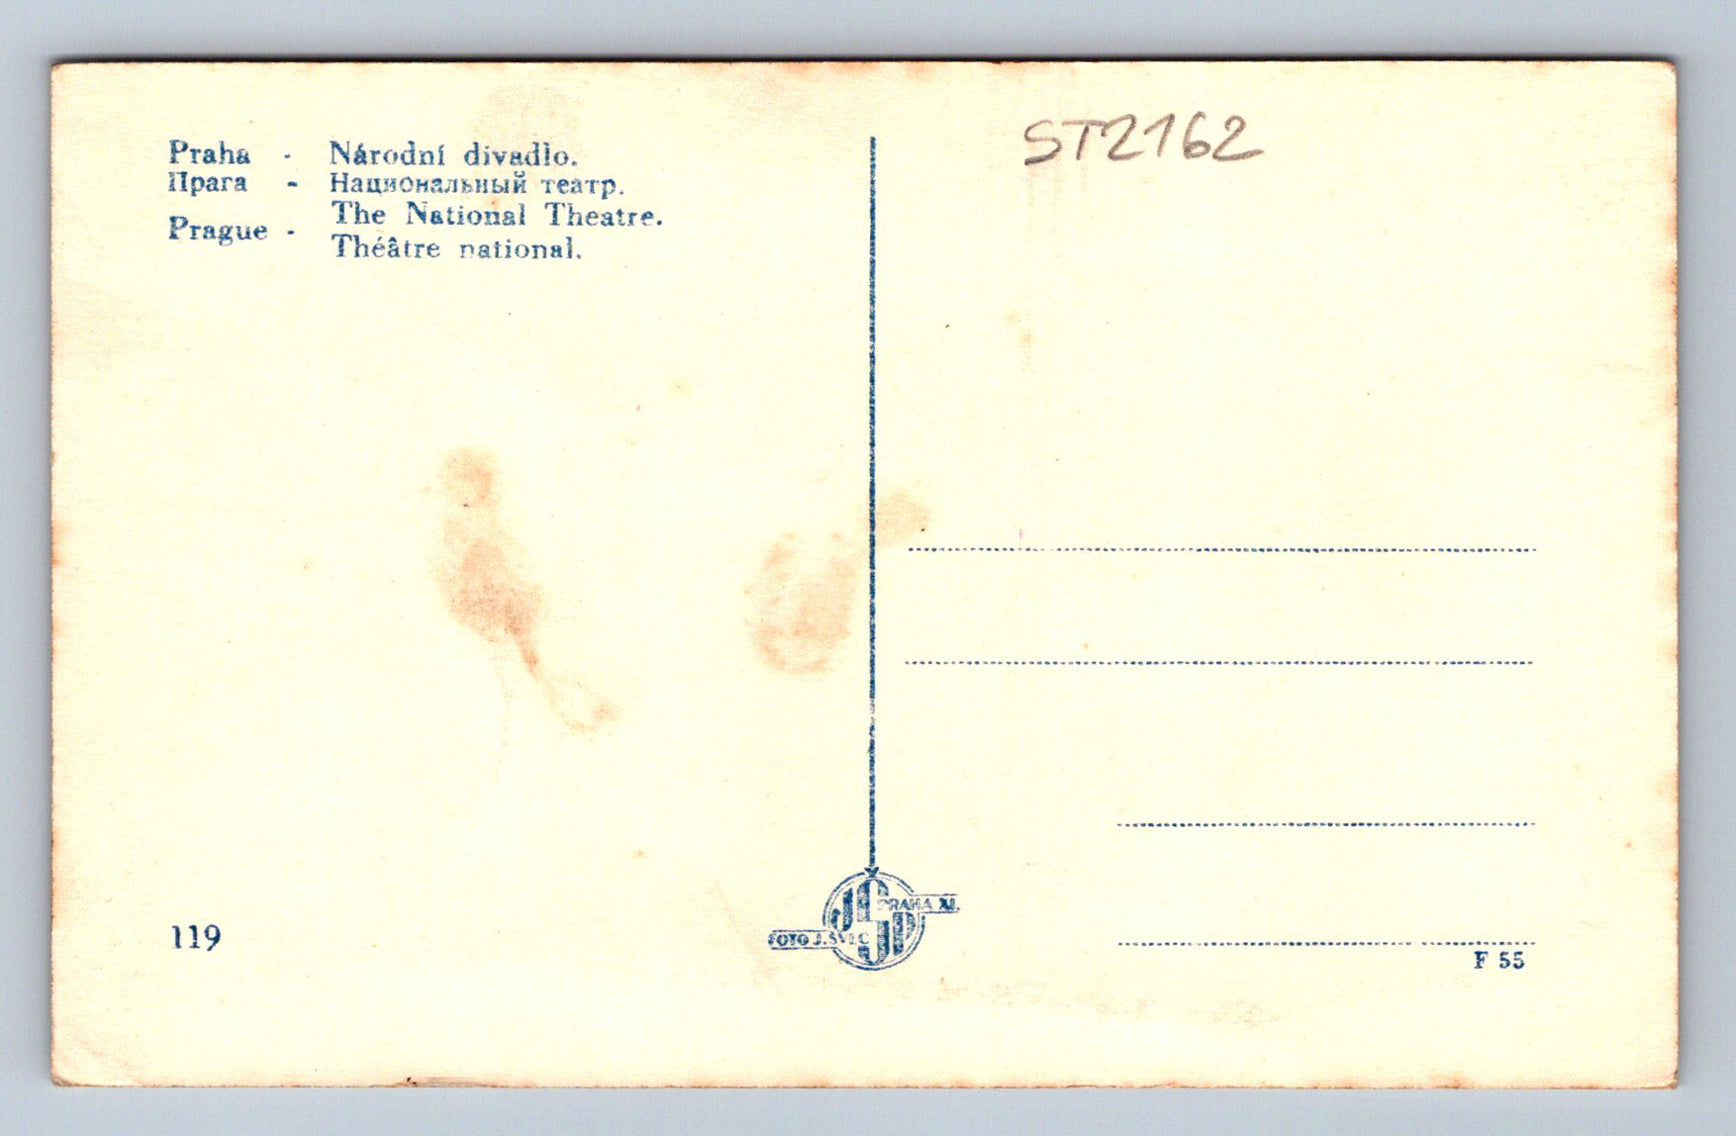 Praha - Národní divadlo.
Прага - Национальный театр.
Prague - The National Theatre.
Théâtre national.
ST2162
119
JSP
PRAHA XI.
FOTO J. ŠVEC
F 55